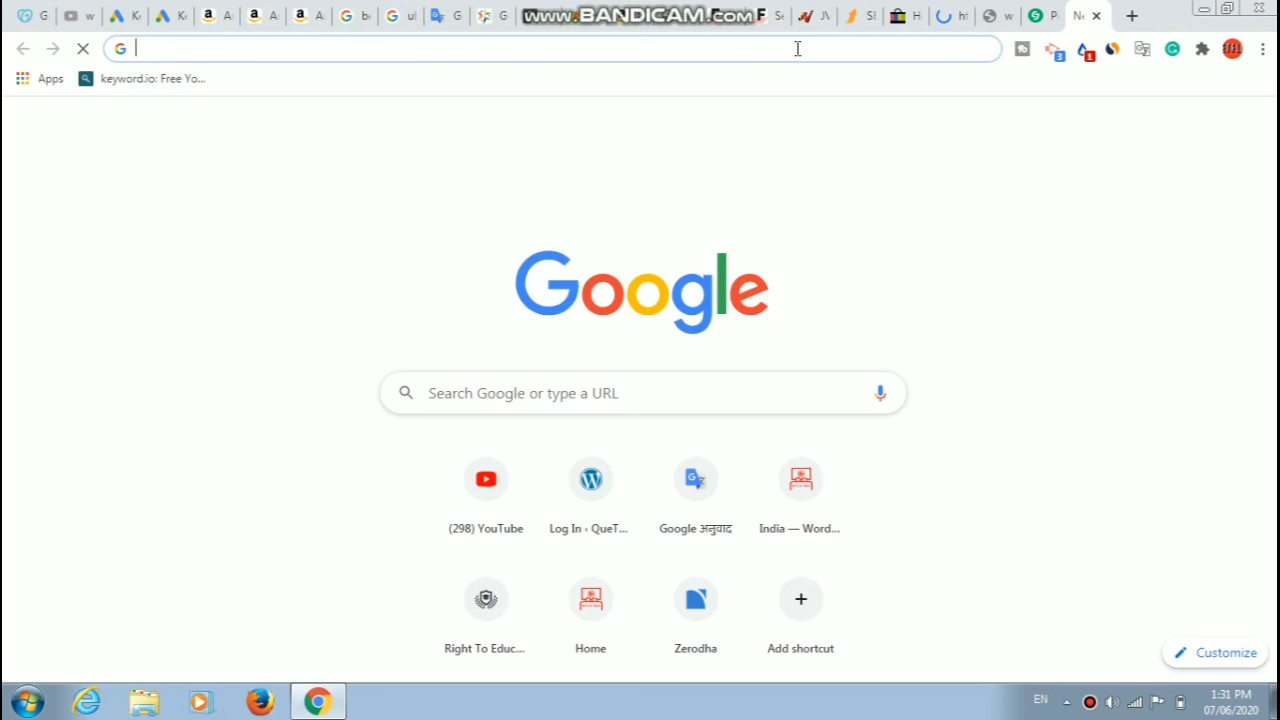 www.BANDICAM.com
Apps
keyword.io: Free Yo...
Google
Search Google or type a URL
(298) YouTube
Log In ‹ QueT...
Google अनुवाद
India — Word...
Right To Educ...
Home
Zerodha
Add shortcut
Customize
EN
1:31 PM
07/06/2020